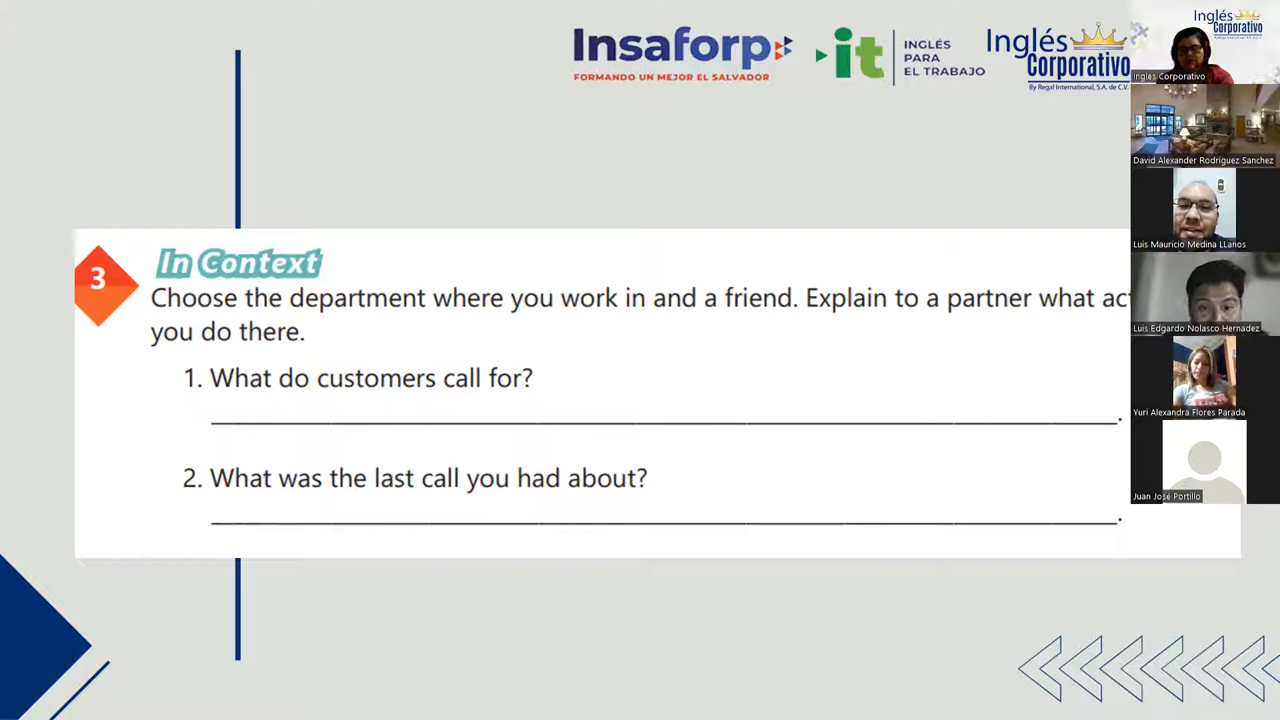 Insaforp
FORMANDO UN MEJOR EL SALVADOR
it
INGLÉS
PARA
EL TRABAJO
Inglés
Corporativo
By Regal International, S.A. de C.V.
Inglés
Corporativo
Ingles Corporativo
David Alexander Rodriguez Sanchez
Luis Mauricio Medina LLanos
Luis Edgardo Nolasco Hernadez
Yuri Alexandra Flores Parada
Juan José Portillo
3
In Context
Choose the department where you work in and a friend. Explain to a partner what
you do there.
1. What do customers call for?
2. What was the last call you had about?